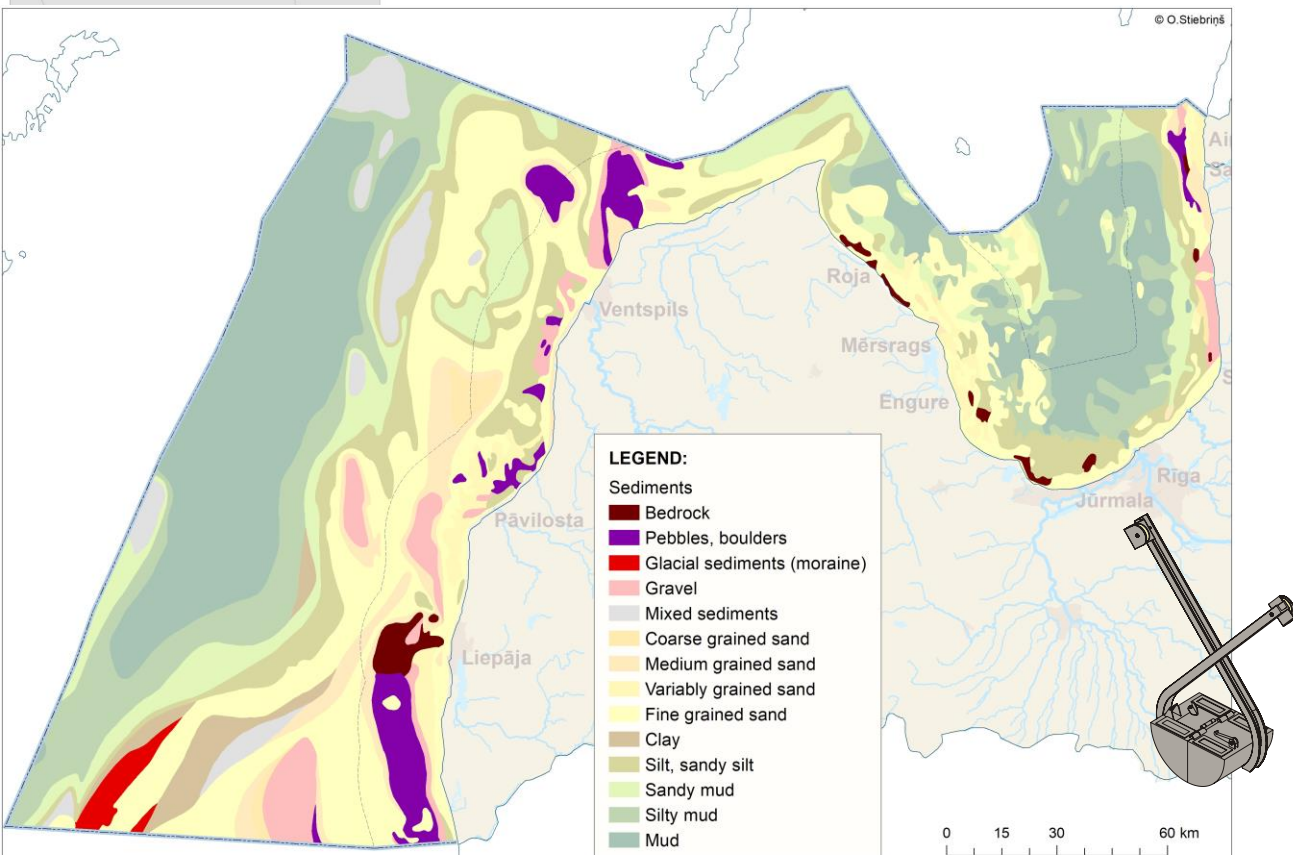 © O.Stiebriņš
Ai
Sa
Roja
Ventspils
Mērsrags
Engure
LEGEND:
Sediments
Bedrock
Pebbles, boulders
Glacial sediments (moraine)
Gravel
Mixed sediments
Coarse grained sand
Medium grained sand
Variably grained sand
Fine grained sand
Clay
Silt, sandy silt
Sandy mud
Silty mud
Mud
Rīga
Jūrmala
Pāvilosta
Liepāja
S
0 15 30 60 km